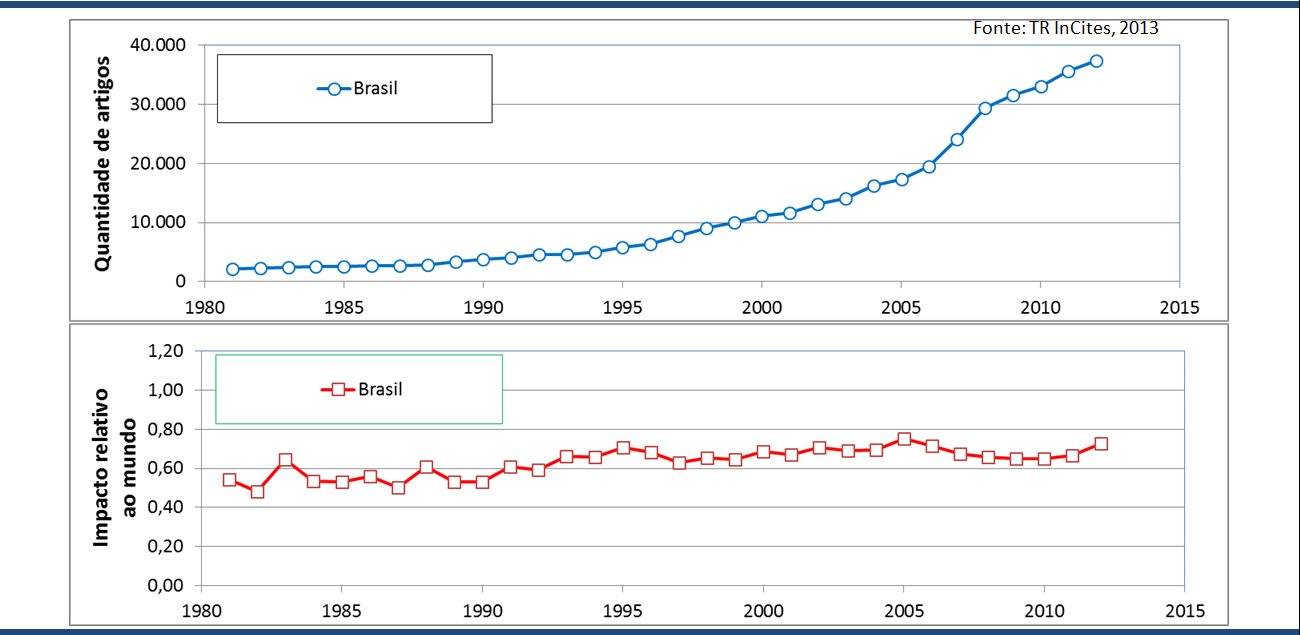 Fonte: TR InCites, 2013
Quantidade de artigos
40.000
30.000
20.000
10.000
0
Brasil
1980 1985 1990 1995 2000 2005 2010 2015
Impacto relativo
ao mundo
1,20
1,00
0,80
0,60
0,40
0,20
0,00
Brasil
1980 1985 1990 1995 2000 2005 2010 2015